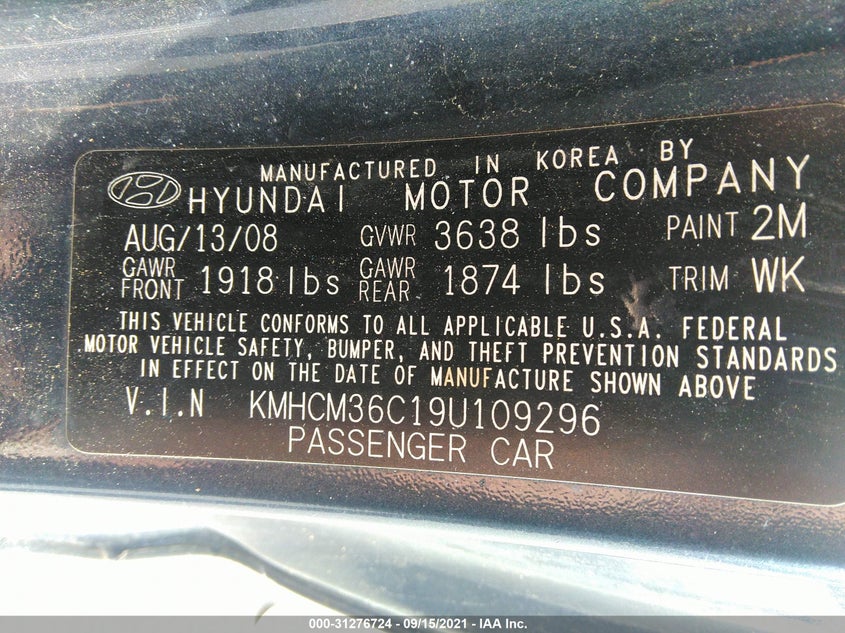 MANUFACTURED IN KOREA BY
HYUNDAI MOTOR COMPANY
AUG/13/08 GVWR 3638 lbs PAINT 2M
GAWR FRONT 1918 lbs GAWR REAR 1874 lbs TRIM WK
THIS VEHICLE CONFORMS TO ALL APPLICABLE U.S.A. FEDERAL
MOTOR VEHICLE SAFETY, BUMPER, AND THEFT PREVENTION STANDARDS
IN EFFECT ON THE DATE OF MANUFACTURE SHOWN ABOVE
V.I.N KMHCM36C19U109296
PASSENGER CAR
000-31276724 - 09/15/2021 - IAA Inc.